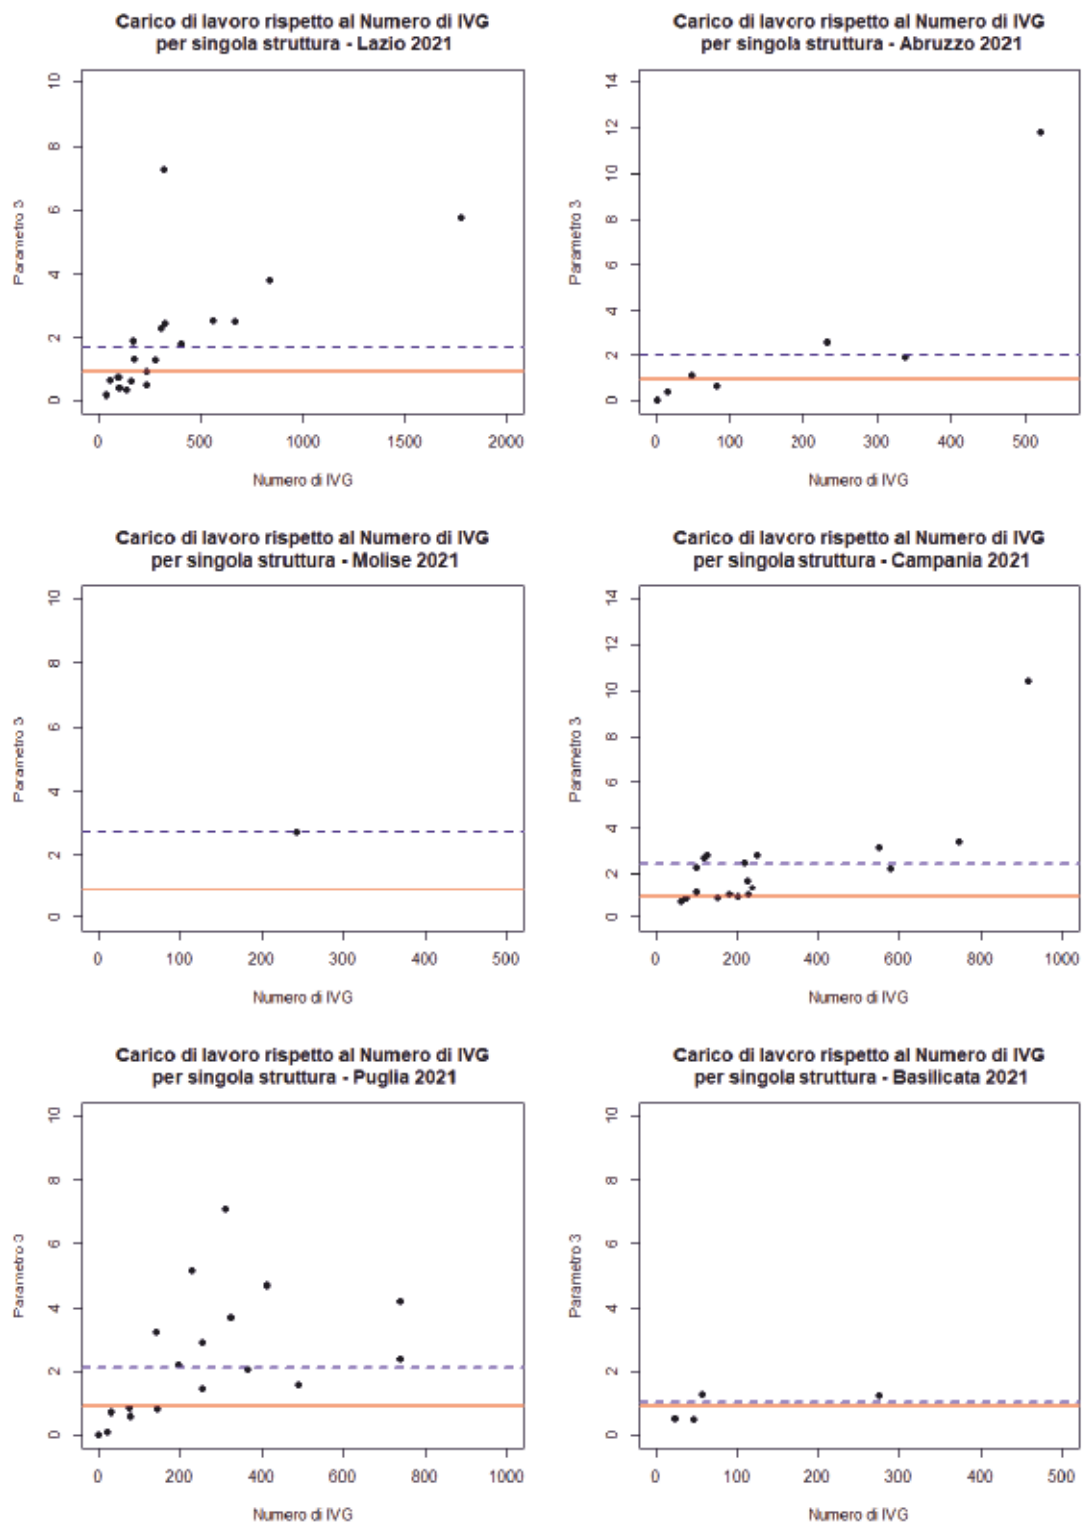 Carico di lavoro rispetto al Numero di IVG
per singola struttura - Lazio 2021
Parametro 3
0 2 4 6 8 10
0 500 1000 1500 2000
Numero di IVG
Carico di lavoro rispetto al Numero di IVG
per singola struttura - Abruzzo 2021
Parametro 3
0 2 4 6 8 10 12 14
0 100 200 300 400 500
Numero di IVG
Carico di lavoro rispetto al Numero di IVG
per singola struttura - Molise 2021
Parametro 3
0 2 4 6 8 10
0 100 200 300 400 500
Numero di IVG
Carico di lavoro rispetto al Numero di IVG
per singola struttura - Campania 2021
Parametro 3
0 2 4 6 8 10 12 14
0 200 400 600 800 1000
Numero di IVG
Carico di lavoro rispetto al Numero di IVG
per singola struttura - Puglia 2021
Parametro 3
0 2 4 6 8 10
0 200 400 600 800 1000
Numero di IVG
Carico di lavoro rispetto al Numero di IVG
per singola struttura - Basilicata 2021
Parametro 3
0 2 4 6 8 10
0 100 200 300 400 500
Numero di IVG